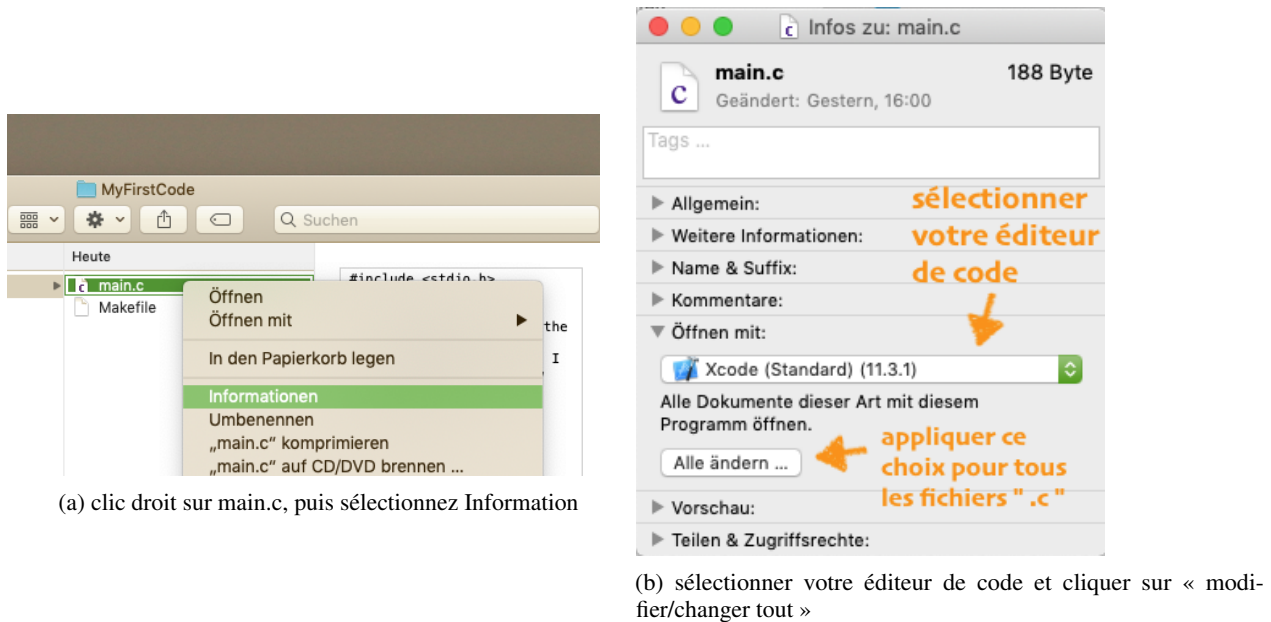 MyFirstCode
Suchen
Heute
main.c
Makefile
#include <stdio.h>
the
I
Öffnen
Öffnen mit
In den Papierkorb legen
Informationen
Umbenennen
„main.c“ komprimieren
„main.c“ auf CD/DVD brennen ...
(a) clic droit sur main.c, puis sélectionnez Information
Infos zu: main.c
main.c 188 Byte
Geändert: Gestern, 16:00
Tags ...
Allgemein:
Weitere Informationen:
Name & Suffix:
Kommentare:
Öffnen mit:
sélectionner
votre éditeur
de code
Xcode (Standard) (11.3.1)
Alle Dokumente dieser Art mit diesem
Programm öffnen.
Alle ändern ...
appliquer ce
choix pour tous
les fichiers " .c "
Vorschau:
Teilen & Zugriffsrechte:
(b) sélectionner votre éditeur de code et cliquer sur « modi-
fier/changer tout »